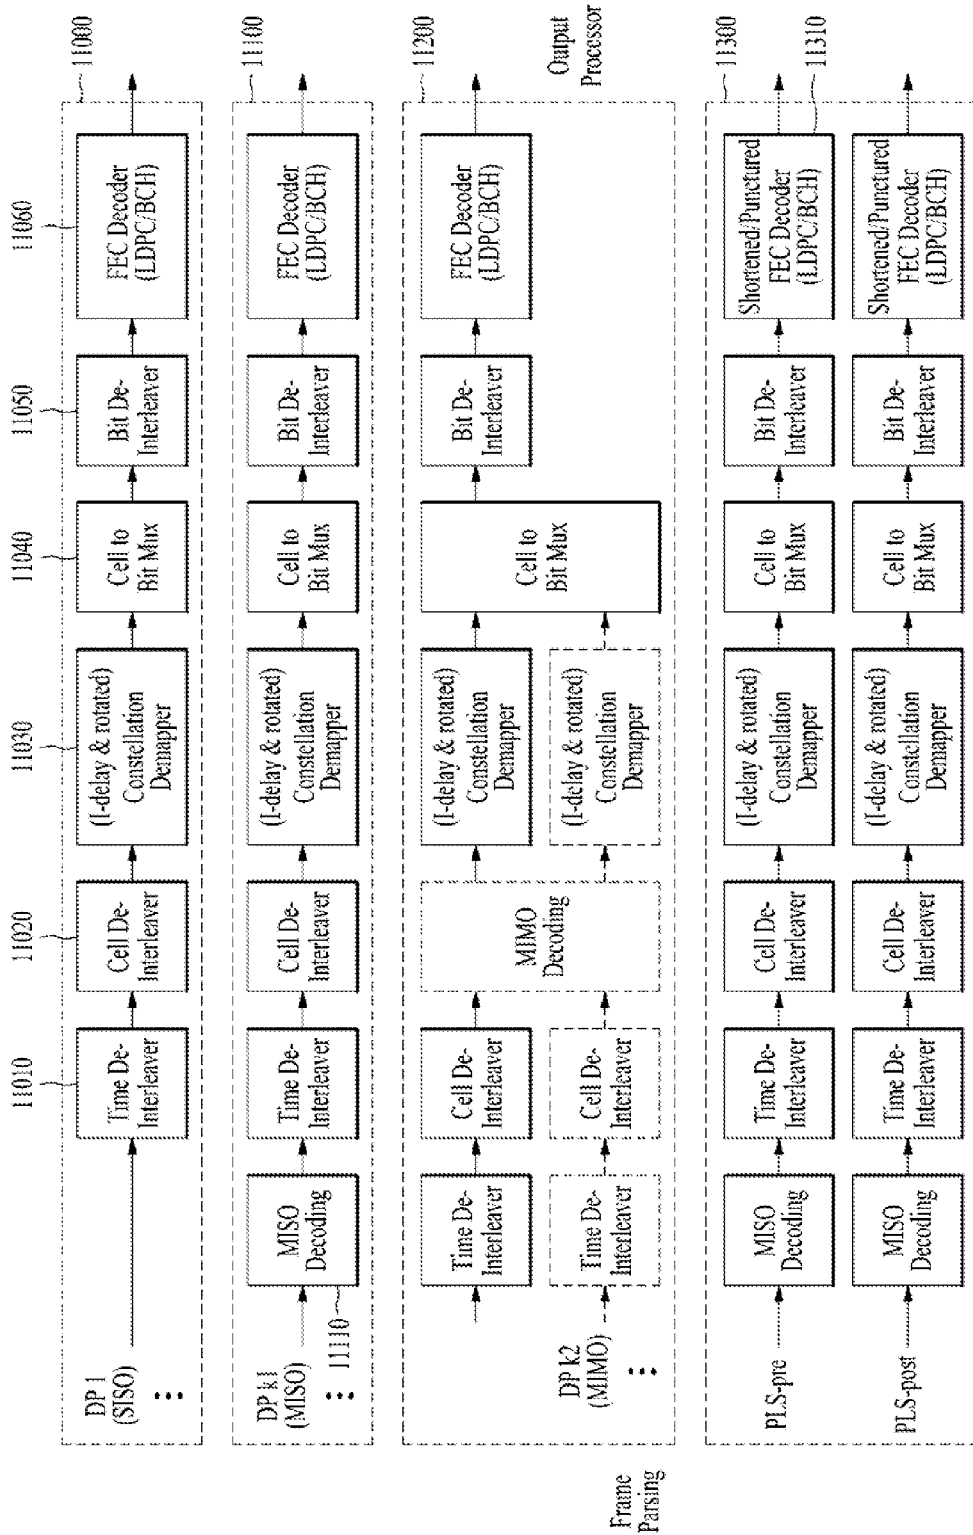 11010
11020
11030
11040
11050
11060
11000
DP 1
(SISO)
⋮
Time De-
Interleaver
Cell De-
Interleaver
(I-delay & rotated)
Constellation
Demapper
Cell to
Bit Mux
Bit De-
Interleaver
FEC Decoder
(LDPC/BCH)
11100
DP k1
(MISO)
⋮
11110
MISO
Decoding
Time De-
Interleaver
Cell De-
Interleaver
(I-delay & rotated)
Constellation
Demapper
Cell to
Bit Mux
Bit De-
Interleaver
FEC Decoder
(LDPC/BCH)
11200
Time De-
Interleaver
Cell De-
Interleaver
MIMO
Decoding
(I-delay & rotated)
Constellation
Demapper
Cell to
Bit Mux
Bit De-
Interleaver
FEC Decoder
(LDPC/BCH)
DP k2
(MIMO)
⋮
Time De-
Interleaver
Cell De-
Interleaver
(I-delay & rotated)
Constellation
Demapper
Frame
Parsing
Output
Processor
11300
PLS-pre
MISO
Decoding
Time De-
Interleaver
Cell De-
Interleaver
(I-delay & rotated)
Constellation
Demapper
Cell to
Bit Mux
Bit De-
Interleaver
Shortened/Punctured
FEC Decoder
(LDPC/BCH)
11310
PLS-post
MISO
Decoding
Time De-
Interleaver
Cell De-
Interleaver
(I-delay & rotated)
Constellation
Demapper
Cell to
Bit Mux
Bit De-
Interleaver
Shortened/Punctured
FEC Decoder
(LDPC/BCH)